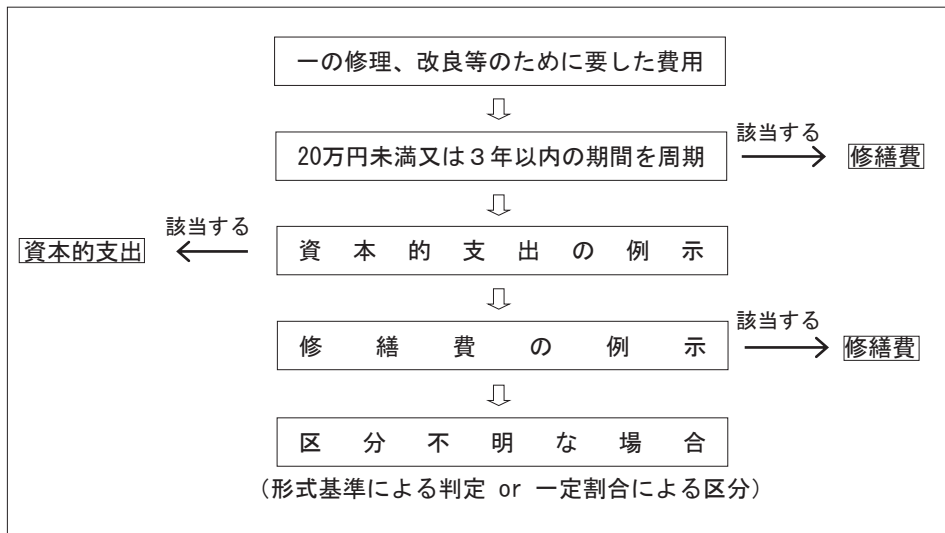 一の修理、改良等のために要した費用
該当する
20万円未満又は３年以内の期間を周期
修繕費
該当する
資本的支出
資本的支出の例示
該当する
修繕費の例示
修繕費
区分不明な場合
（形式基準による判定 or 一定割合による区分）